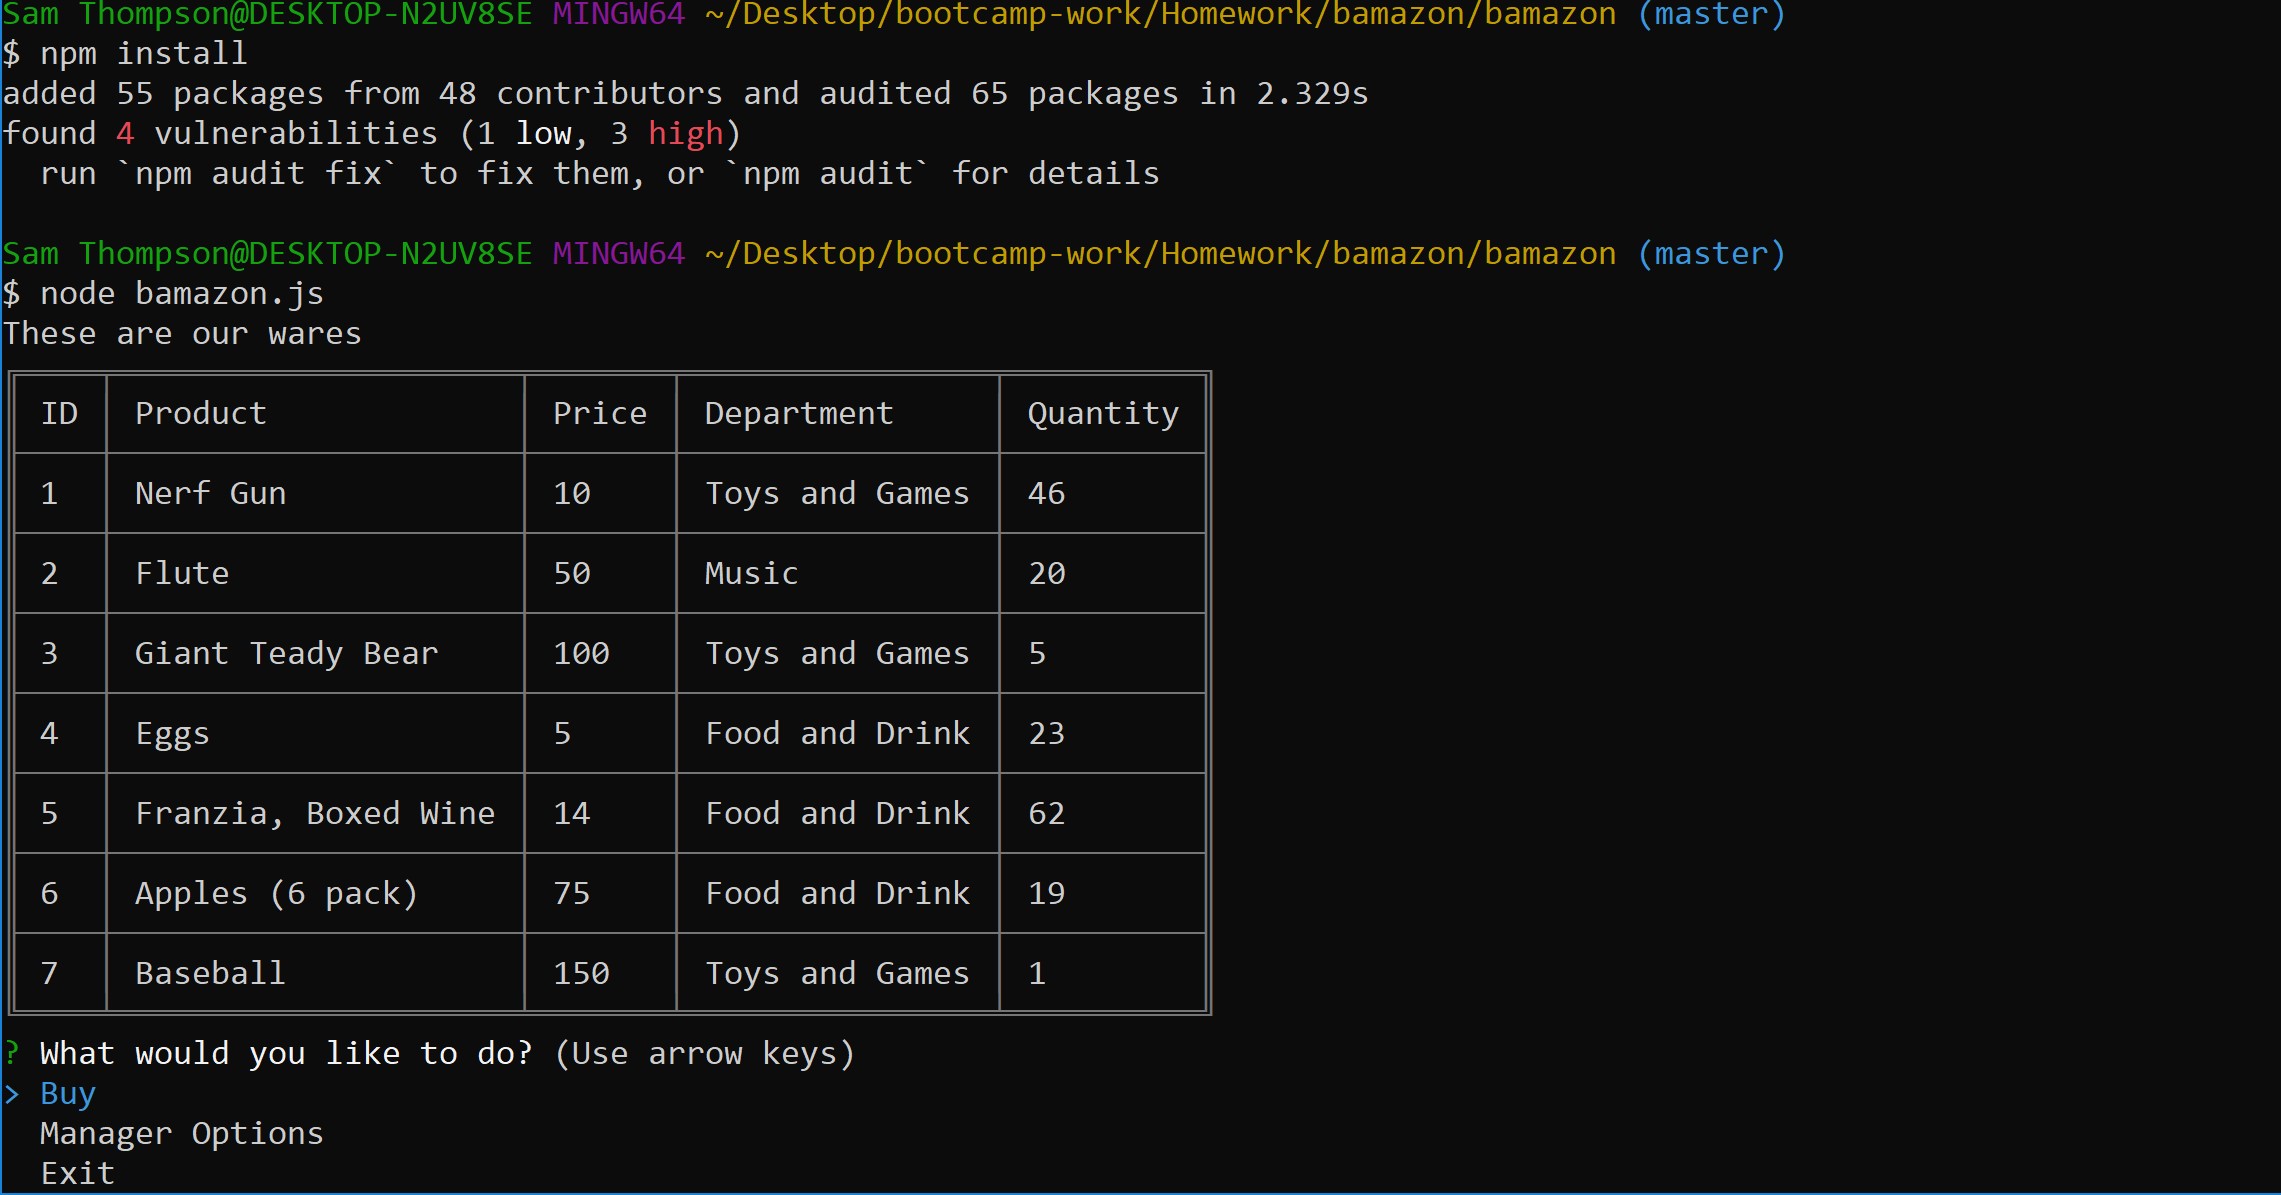 Sam Thompson@DESKTOP-N2UV8SE MINGW64 ~/Desktop/bootcamp-work/Homework/bamazon/bamazon (master)
$ npm install
added 55 packages from 48 contributors and audited 65 packages in 2.329s
found 4 vulnerabilities (1 low, 3 high)
  run `npm audit fix` to fix them, or `npm audit` for details

Sam Thompson@DESKTOP-N2UV8SE MINGW64 ~/Desktop/bootcamp-work/Homework/bamazon/bamazon (master)
$ node bamazon.js
These are our wares
ID Product Price Department Quantity
1 Nerf Gun 10 Toys and Games 46
2 Flute 50 Music 20
3 Giant Teady Bear 100 Toys and Games 5
4 Eggs 5 Food and Drink 23
5 Franzia, Boxed Wine 14 Food and Drink 62
6 Apples (6 pack) 75 Food and Drink 19
7 Baseball 150 Toys and Games 1
? What would you like to do? (Use arrow keys)
> Buy
  Manager Options
  Exit